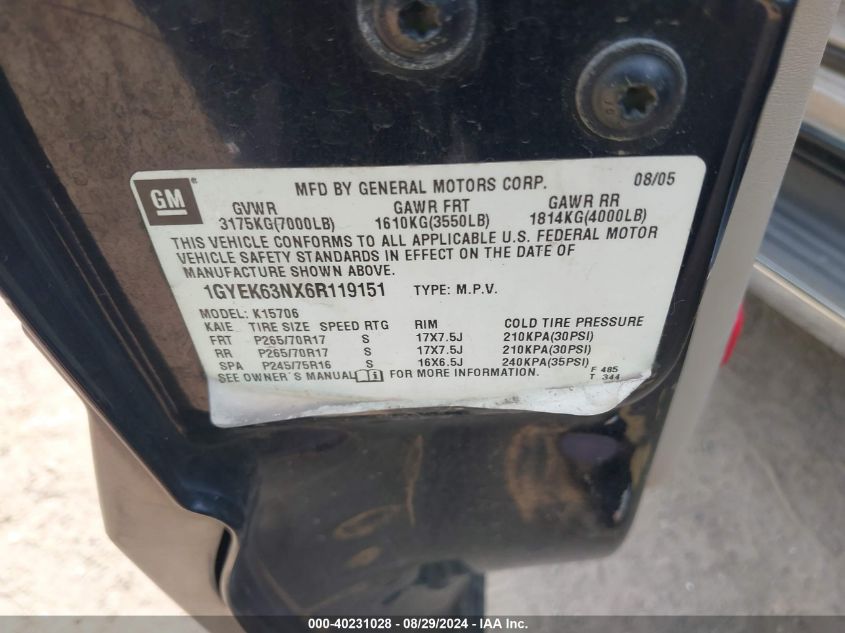 GM ®
MFD BY GENERAL MOTORS CORP. 08/05
GVWR GAWR FRT GAWR RR
3175KG(7000LB) 1610KG(3550LB) 1814KG(4000LB)
THIS VEHICLE CONFORMS TO ALL APPLICABLE U.S. FEDERAL MOTOR
VEHICLE SAFETY STANDARDS IN EFFECT ON THE DATE OF
MANUFACTURE SHOWN ABOVE.
1GYEK63NX6R119151 TYPE: M.P.V.
MODEL: K15706
KAIE TIRE SIZE SPEED RTG RIM COLD TIRE PRESSURE
FRT P265/70R17 S 17X7.5J 210KPA(30PSI)
RR P265/70R17 S 17X7.5J 210KPA(30PSI)
SPA P245/75R16 S 16X6.5J 240KPA(35PSI)
SEE OWNER'S MANUAL FOR MORE INFORMATION.
F 485
T 344
000-40231028 | 08/29/2024 | IAA Inc.